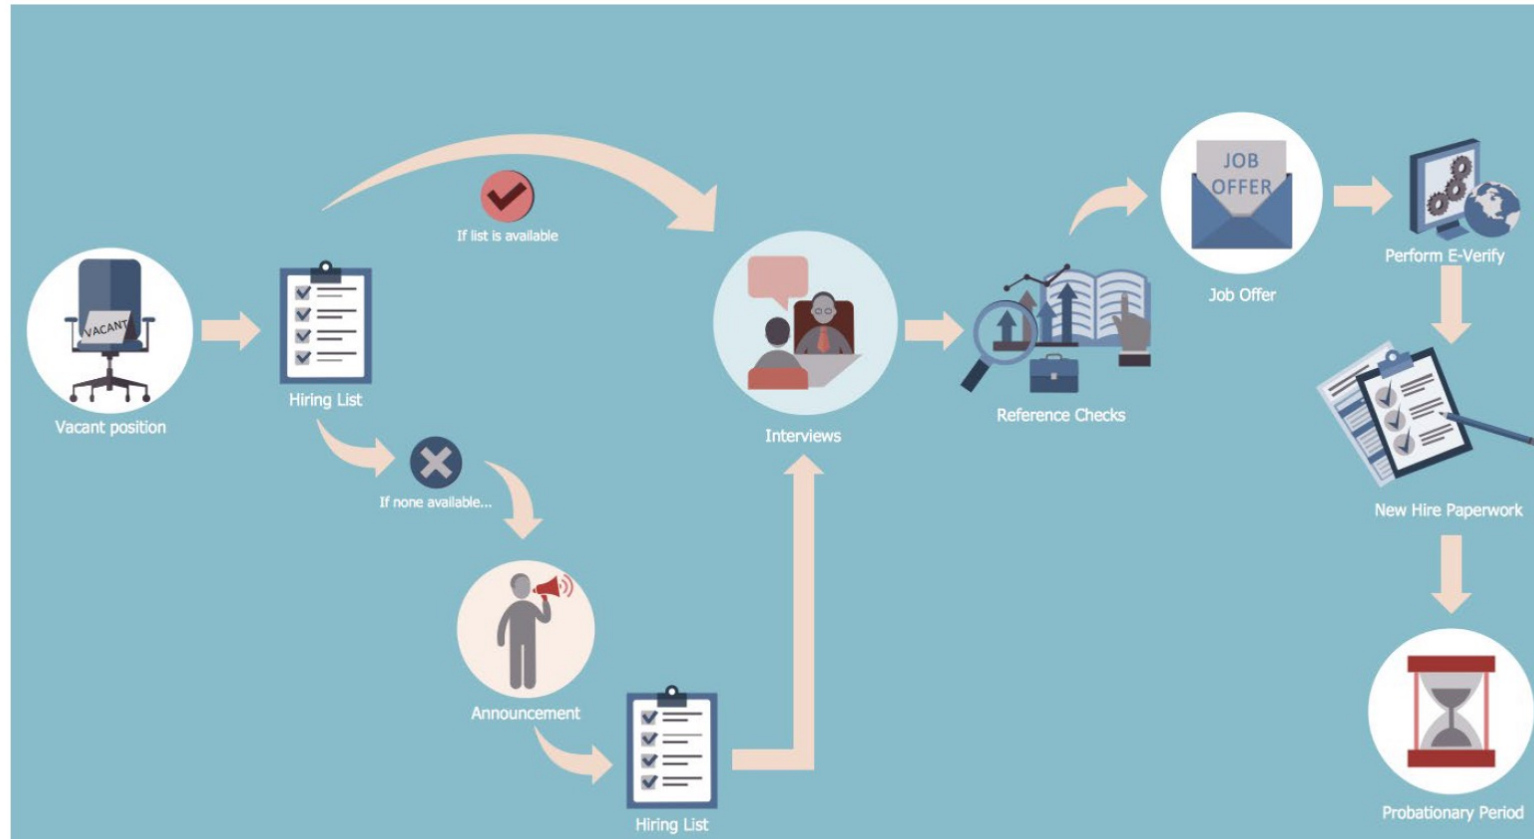 VACANT
Vacant position
Hiring List
If list is available
If none available...
Announcement
Hiring List
Interviews
Reference Checks
JOB
OFFER
Job Offer
Perform E-Verify
New Hire Paperwork
Probationary Period